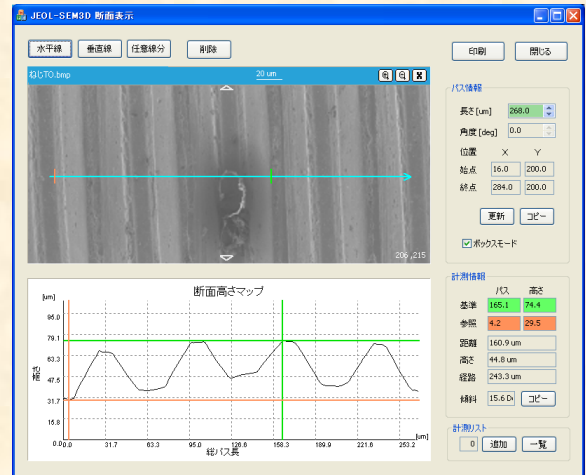 JEOL-SEM3D 断面表示
水平線 垂直線 任意線分 削除
印刷 閉じる
ねじTO.bmp 20 um
206,215
パス情報
長さ[um] 268.0
角度 [deg] 0.0
位置 X Y
始点 16.0 200.0
終点 284.0 200.0
更新 コピー
ボックスモード
断面高さマップ
[um]
95.0
79.1
63.3
47.5
31.7
15.8
0.0
高さ
0.0 31.7 63.3 95.0 126.6 158.3 189.9 221.6 253.2
[um]
総パス長
計測情報
パス 高さ
基準 165.1 74.4
参照 4.2 29.5
距離 160.9 um
高さ 44.8 um
経路 243.3 um
傾斜 15.6 De コピー
計測リスト
0 追加 一覧